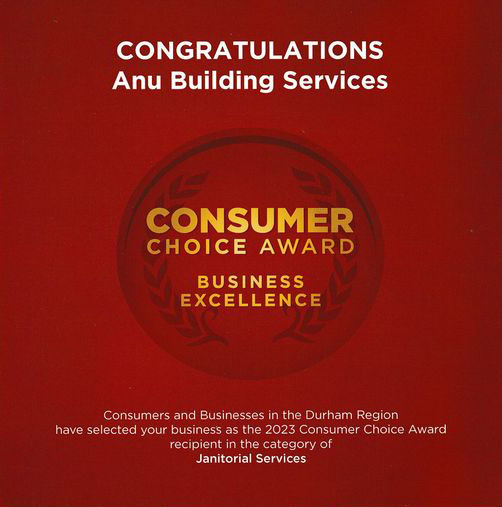 CONGRATULATIONS
Anu Building Services
CONSUMER
CHOICE AWARD
BUSINESS
EXCELLENCE
Consumers and Businesses in the Durham Region
have selected your business as the 2023 Consumer Choice Award
recipient in the category of
Janitorial Services